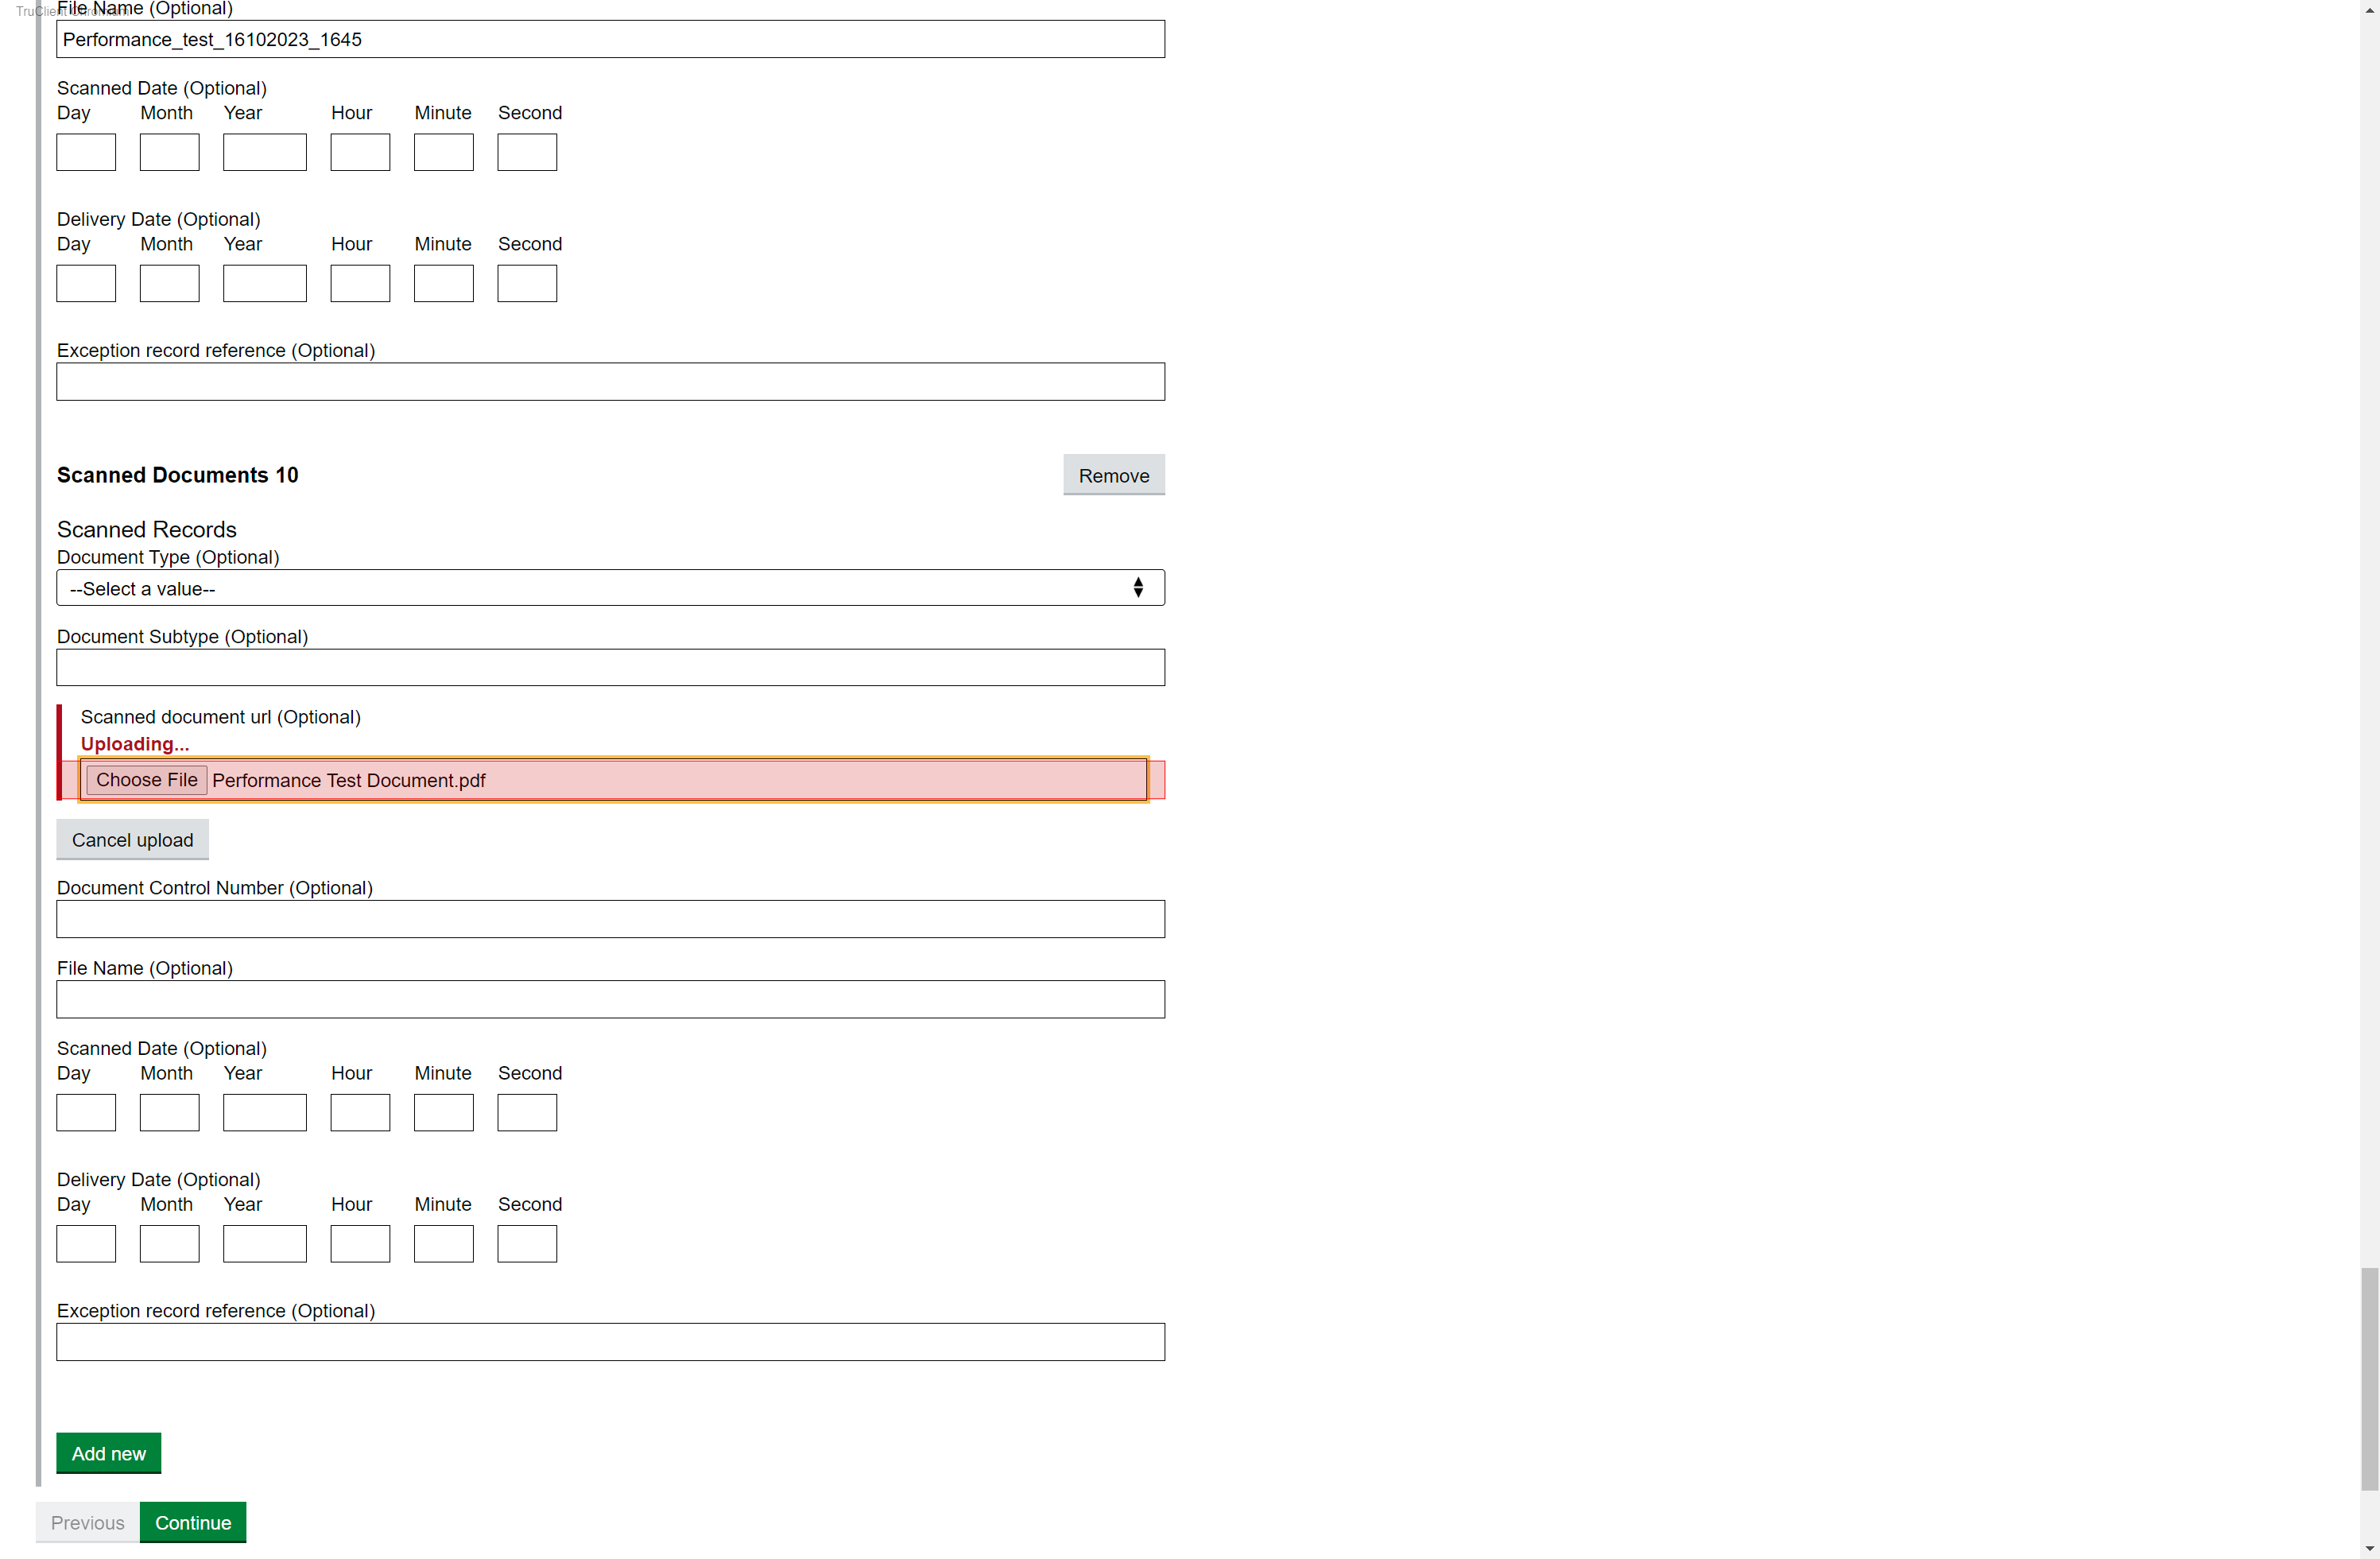 TruClient Chromium
File Name (Optional)
Performance_test_16102023_1645
Scanned Date (Optional)
Day Month Year Hour Minute Second
Delivery Date (Optional)
Day Month Year Hour Minute Second
Exception record reference (Optional)
Scanned Documents 10 Remove
Scanned Records
Document Type (Optional)
--Select a value--
Document Subtype (Optional)
Scanned document url (Optional)
Uploading...
Choose File Performance Test Document.pdf
Cancel upload
Document Control Number (Optional)
File Name (Optional)
Scanned Date (Optional)
Day Month Year Hour Minute Second
Delivery Date (Optional)
Day Month Year Hour Minute Second
Exception record reference (Optional)
Add new
Previous Continue